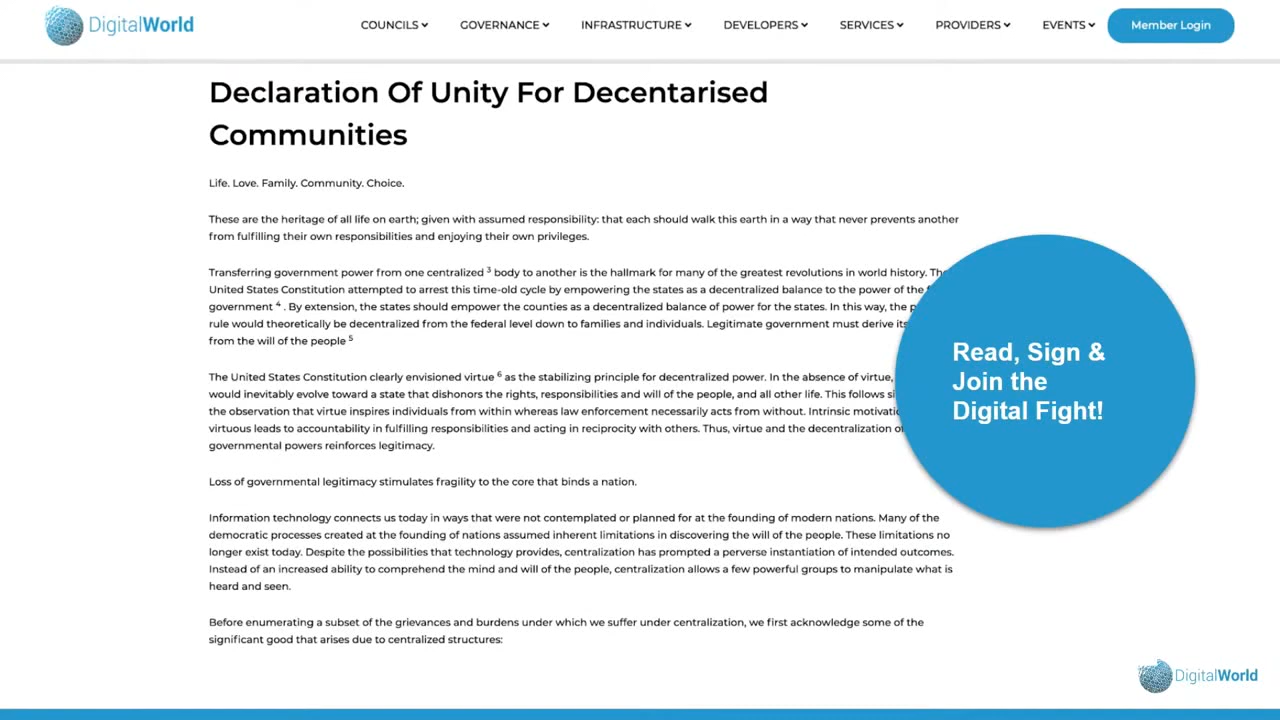 DigitalWorld
COUNCILS GOVERNANCE INFRASTRUCTURE DEVELOPERS SERVICES PROVIDERS EVENTS Member Login
Declaration Of Unity For Decentarised
Communities
Life. Love. Family. Community. Choice.
These are the heritage of all life on earth; given with assumed responsibility: that each should walk this earth in a way that never prevents another
from fulfilling their own responsibilities and enjoying their own privileges.
Transferring government power from one centralized 3 body to another is the hallmark for many of the greatest revolutions in world history.
United States Constitution attempted to arrest this time-old cycle by empowering the states as a decentralized balance to the power of the
government 4 . By extension, the states should empower the counties as a decentralized balance of power for the states. In this way, the
rule would theoretically be decentralized from the federal level down to families and individuals. Legitimate government must derive its
from the will of the people 5
The United States Constitution clearly envisioned virtue 6 as the stabilizing principle for decentralized power. In the absence of virtue,
would inevitably evolve toward a state that dishonors the rights, responsibilities and will of the people, and all other life. This follows
the observation that virtue inspires individuals from within whereas law enforcement necessarily acts from without. Intrinsic
virtuous leads to accountability in fulfilling responsibilities and acting in reciprocity with others. Thus, virtue and the decentralization
governmental powers reinforces legitimacy.
Loss of governmental legitimacy stimulates fragility to the core that binds a nation.
Information technology connects us today in ways that were not contemplated or planned for at the founding of modern nations. Many of the
democratic processes created at the founding of nations assumed inherent limitations in discovering the will of the people. These limitations no
longer exist today. Despite the possibilities that technology provides, centralization has prompted a perverse instantiation of intended outcomes.
Instead of an increased ability to comprehend the mind and will of the people, centralization allows a few powerful groups to manipulate what is
heard and seen.
Before enumerating a subset of the grievances and burdens under which we suffer under centralization, we first acknowledge some of the
significant good that arises due to centralized structures:
Read, Sign &
Join the
Digital Fight!
DigitalWorld